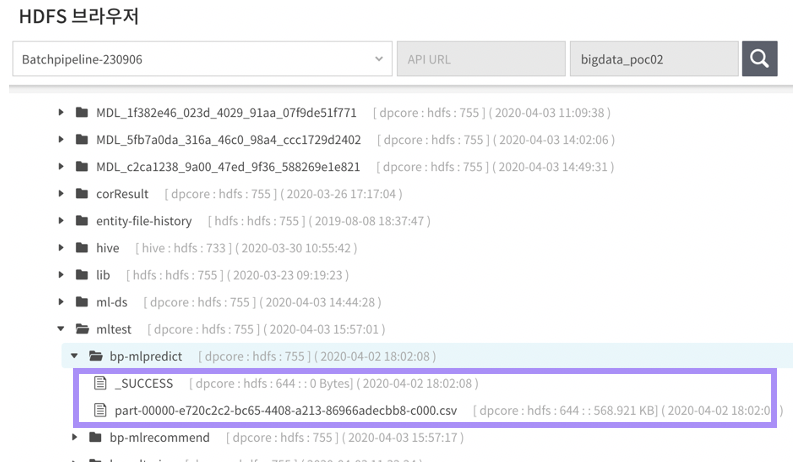 HDFS 브라우저
Batchpipeline-230906 API URL bigdata_poc02
MDL_1f382e46_023d_4029_91aa_07f9de51f771 [ dpcore : hdfs : 755 ] ( 2020-04-03 11:09:38 )
MDL_5fb7a0da_316a_46c0_98a4_ccc1729d2402 [ dpcore : hdfs : 755 ] ( 2020-04-03 14:02:06 )
MDL_c2ca1238_9a00_47ed_9f36_588269e1e821 [ dpcore : hdfs : 755 ] ( 2020-04-03 14:49:31 )
corResult [ dpcore : hdfs : 755 ] ( 2020-03-26 17:17:04 )
entity-file-history [ hdfs : hdfs : 755 ] ( 2019-08-08 18:37:47 )
hive [ hive : hdfs : 733 ] ( 2020-03-30 10:55:42 )
lib [ hdfs : hdfs : 755 ] ( 2020-03-23 09:19:23 )
ml-ds [ dpcore : hdfs : 755 ] ( 2020-04-03 14:44:28 )
mltest [ dpcore : hdfs : 755 ] ( 2020-04-03 15:57:01 )
bp-mlpredict [ dpcore : hdfs : 755 ] ( 2020-04-02 18:02:08 )
_SUCCESS [ dpcore : hdfs : 644 : : 0 Bytes] ( 2020-04-02 18:02:08 )
part-00000-e720c2c2-bc65-4408-a213-86966adecbb8-c000.csv [ dpcore : hdfs : 644 : : 568.921 KB] ( 2020-04-02 18:02:0 )
bp-mlrecommend [ dpcore : hdfs : 755 ] ( 2020-04-03 15:57:17 )